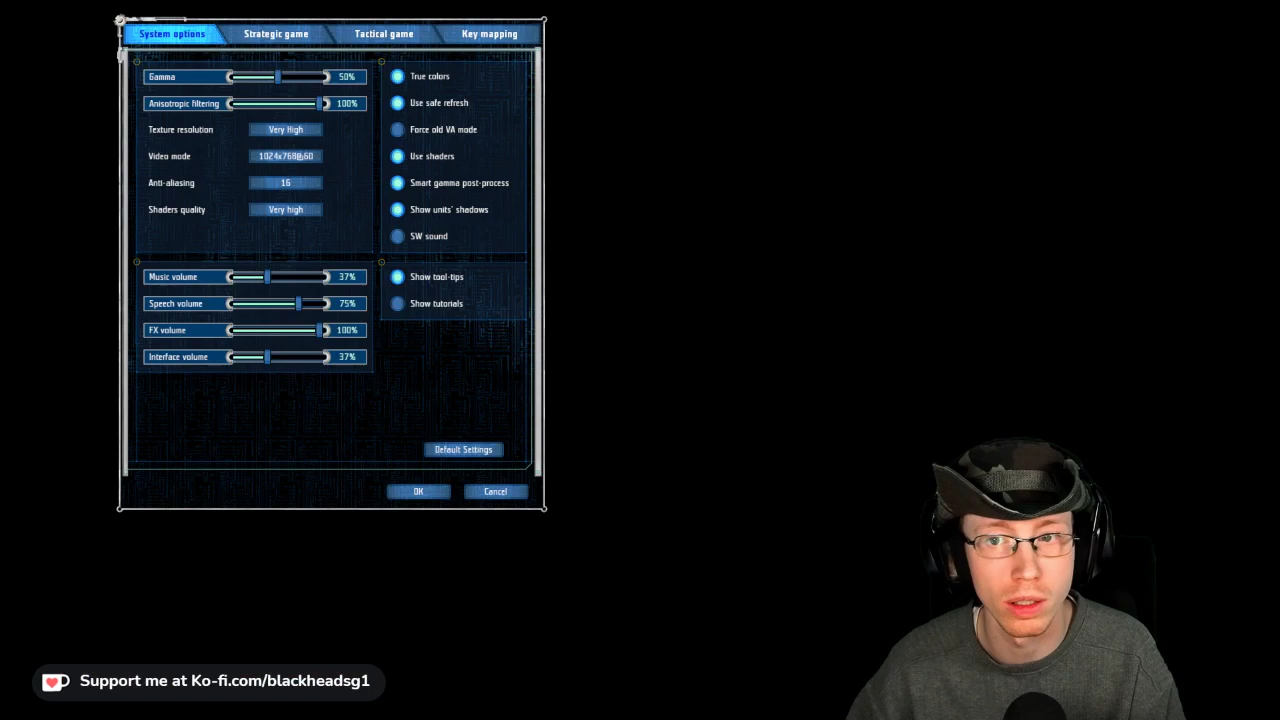 System options
Strategic game
Tactical game
Key mapping
Gamma 50%
Anisotropic filtering 100%
Texture resolution Very High
Video mode 1024x768@60
Anti-aliasing 16
Shaders quality Very high
True colors
Use safe refresh
Force old VA mode
Use shaders
Smart gamma post-process
Show units' shadows
SW sound
Music volume 37%
Speech volume 75%
FX volume 100%
Interface volume 37%
Show tool-tips
Show tutorials
Default Settings
OK
Cancel
Support me at Ko-fi.com/blackheadsg1